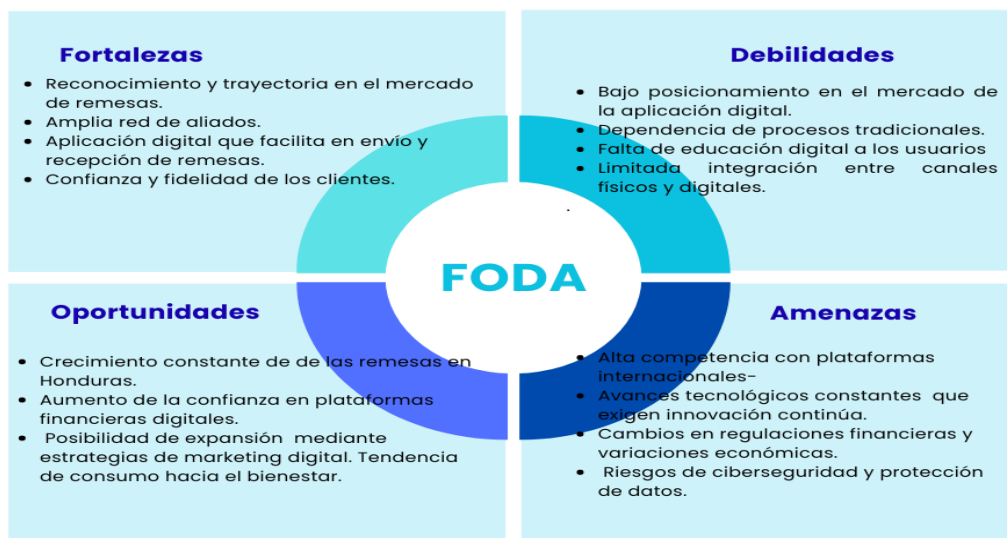 Fortalezas
• Reconocimiento y trayectoria en el mercado
de remesas.
• Amplia red de aliados.
• Aplicación digital que facilita en envío y
recepción de remesas.
• Confianza y fidelidad de los clientes.
Debilidades
• Bajo posicionamiento en el mercado de
la aplicación digital.
• Dependencia de procesos tradicionales.
• Falta de educación digital a los usuarios
• Limitada integración entre canales
físicos y digitales.
.
FODA
Oportunidades
• Crecimiento constante de de las remesas en
Honduras.
• Aumento de la confianza en plataformas
financieras digitales.
• Posibilidad de expansión mediante
estrategias de marketing digital. Tendencia
de consumo hacia el bienestar.
Amenazas
• Alta competencia con plataformas
internacionales-
• Avances tecnológicos constantes que
exigen innovación continúa.
• Cambios en regulaciones financieras y
variaciones económicas.
• Riesgos de ciberseguridad y protección
de datos.